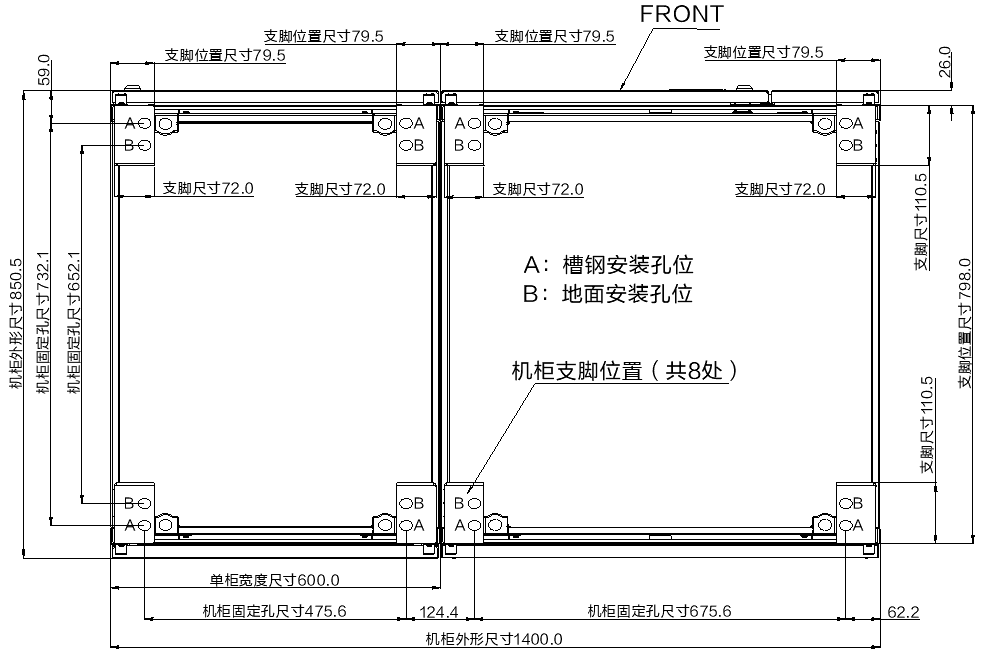 FRONT
支脚位置尺寸79.5
支脚位置尺寸79.5
支脚位置尺寸79.5
支脚位置尺寸79.5
59.0
26.0
A
A
A
A
B
B
B
B
支脚尺寸72.0
支脚尺寸72.0
支脚尺寸72.0
支脚尺寸72.0
支脚尺寸110.5
A：槽钢安装孔位
B：地面安装孔位
机柜外形尺寸850.5
机柜固定孔尺寸732.1
机柜固定孔尺寸652.1
支脚位置尺寸798.0
机柜支脚位置（共8处）
支脚尺寸110.5
B
B
B
B
A
A
A
A
单柜宽度尺寸600.0
机柜固定孔尺寸475.6
124.4
机柜固定孔尺寸675.6
62.2
机柜外形尺寸1400.0